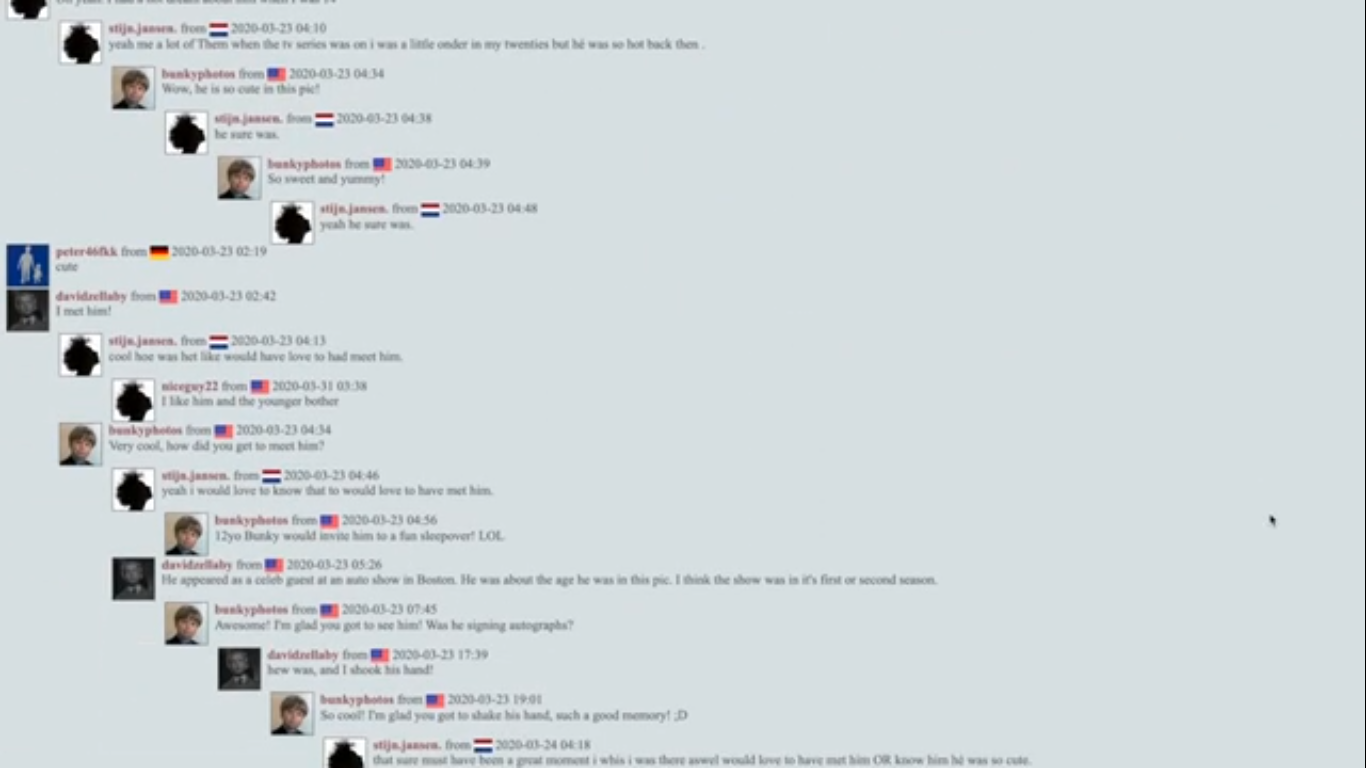 stijn.jansen. from 2020-03-23 04:10
yeah me a lot of Them when the tv series was on i was a little onder in my twenties but hé was so hot back then .
bunkyphotos from 2020-03-23 04:34
Wow, he is so cute in this pic!
stijn.jansen. from 2020-03-23 04:38
he sure was.
bunkyphotos from 2020-03-23 04:39
So sweet and yummy!
stijn.jansen. from 2020-03-23 04:48
yeah he sure was.
peter46fkk from 2020-03-23 02:19
cute
davidzellaby from 2020-03-23 02:42
I met him!
stijn.jansen. from 2020-03-23 04:13
cool hoe was het like would have love to had meet him.
niceguy22 from 2020-03-31 03:38
I like him and the younger bother
bunkyphotos from 2020-03-23 04:34
Very cool, how did you get to meet him?
stijn.jansen. from 2020-03-23 04:46
yeah i would love to know that to would love to have met him.
bunkyphotos from 2020-03-23 04:56
12yo Bunky would invite him to a fun sleepover! LOL
davidzellaby from 2020-03-23 05:26
He appeared as a celeb guest at an auto show in Boston. He was about the age he was in this pic. I think the show was in it's first or second season.
bunkyphotos from 2020-03-23 07:45
Awesome! I'm glad you got to see him! Was he signing autographs?
davidzellaby from 2020-03-23 17:39
hew was, and I shook his hand!
bunkyphotos from 2020-03-23 19:01
So cool! I'm glad you got to shake his hand, such a good memory! ;D
stijn.jansen. from 2020-03-24 04:18
that sure must have been a great moment i whis i was there aswel would love to have met him OR know him hé was so cute.